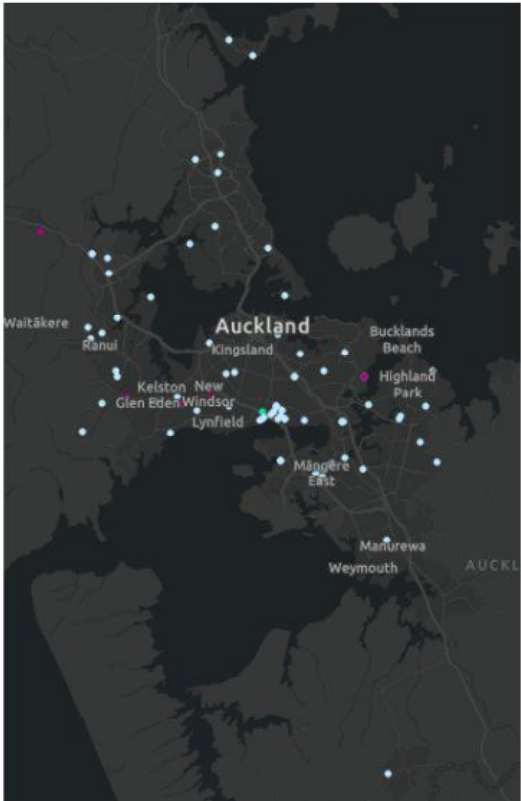 Waitākere
Auckland
Bucklands
Beach
Ranui
Kingsland
Highland
Park
Kelston
New
Glen Eden
Windsor
Lynfield
Māngere
East
Manurewa
Weymouth
AUCKL